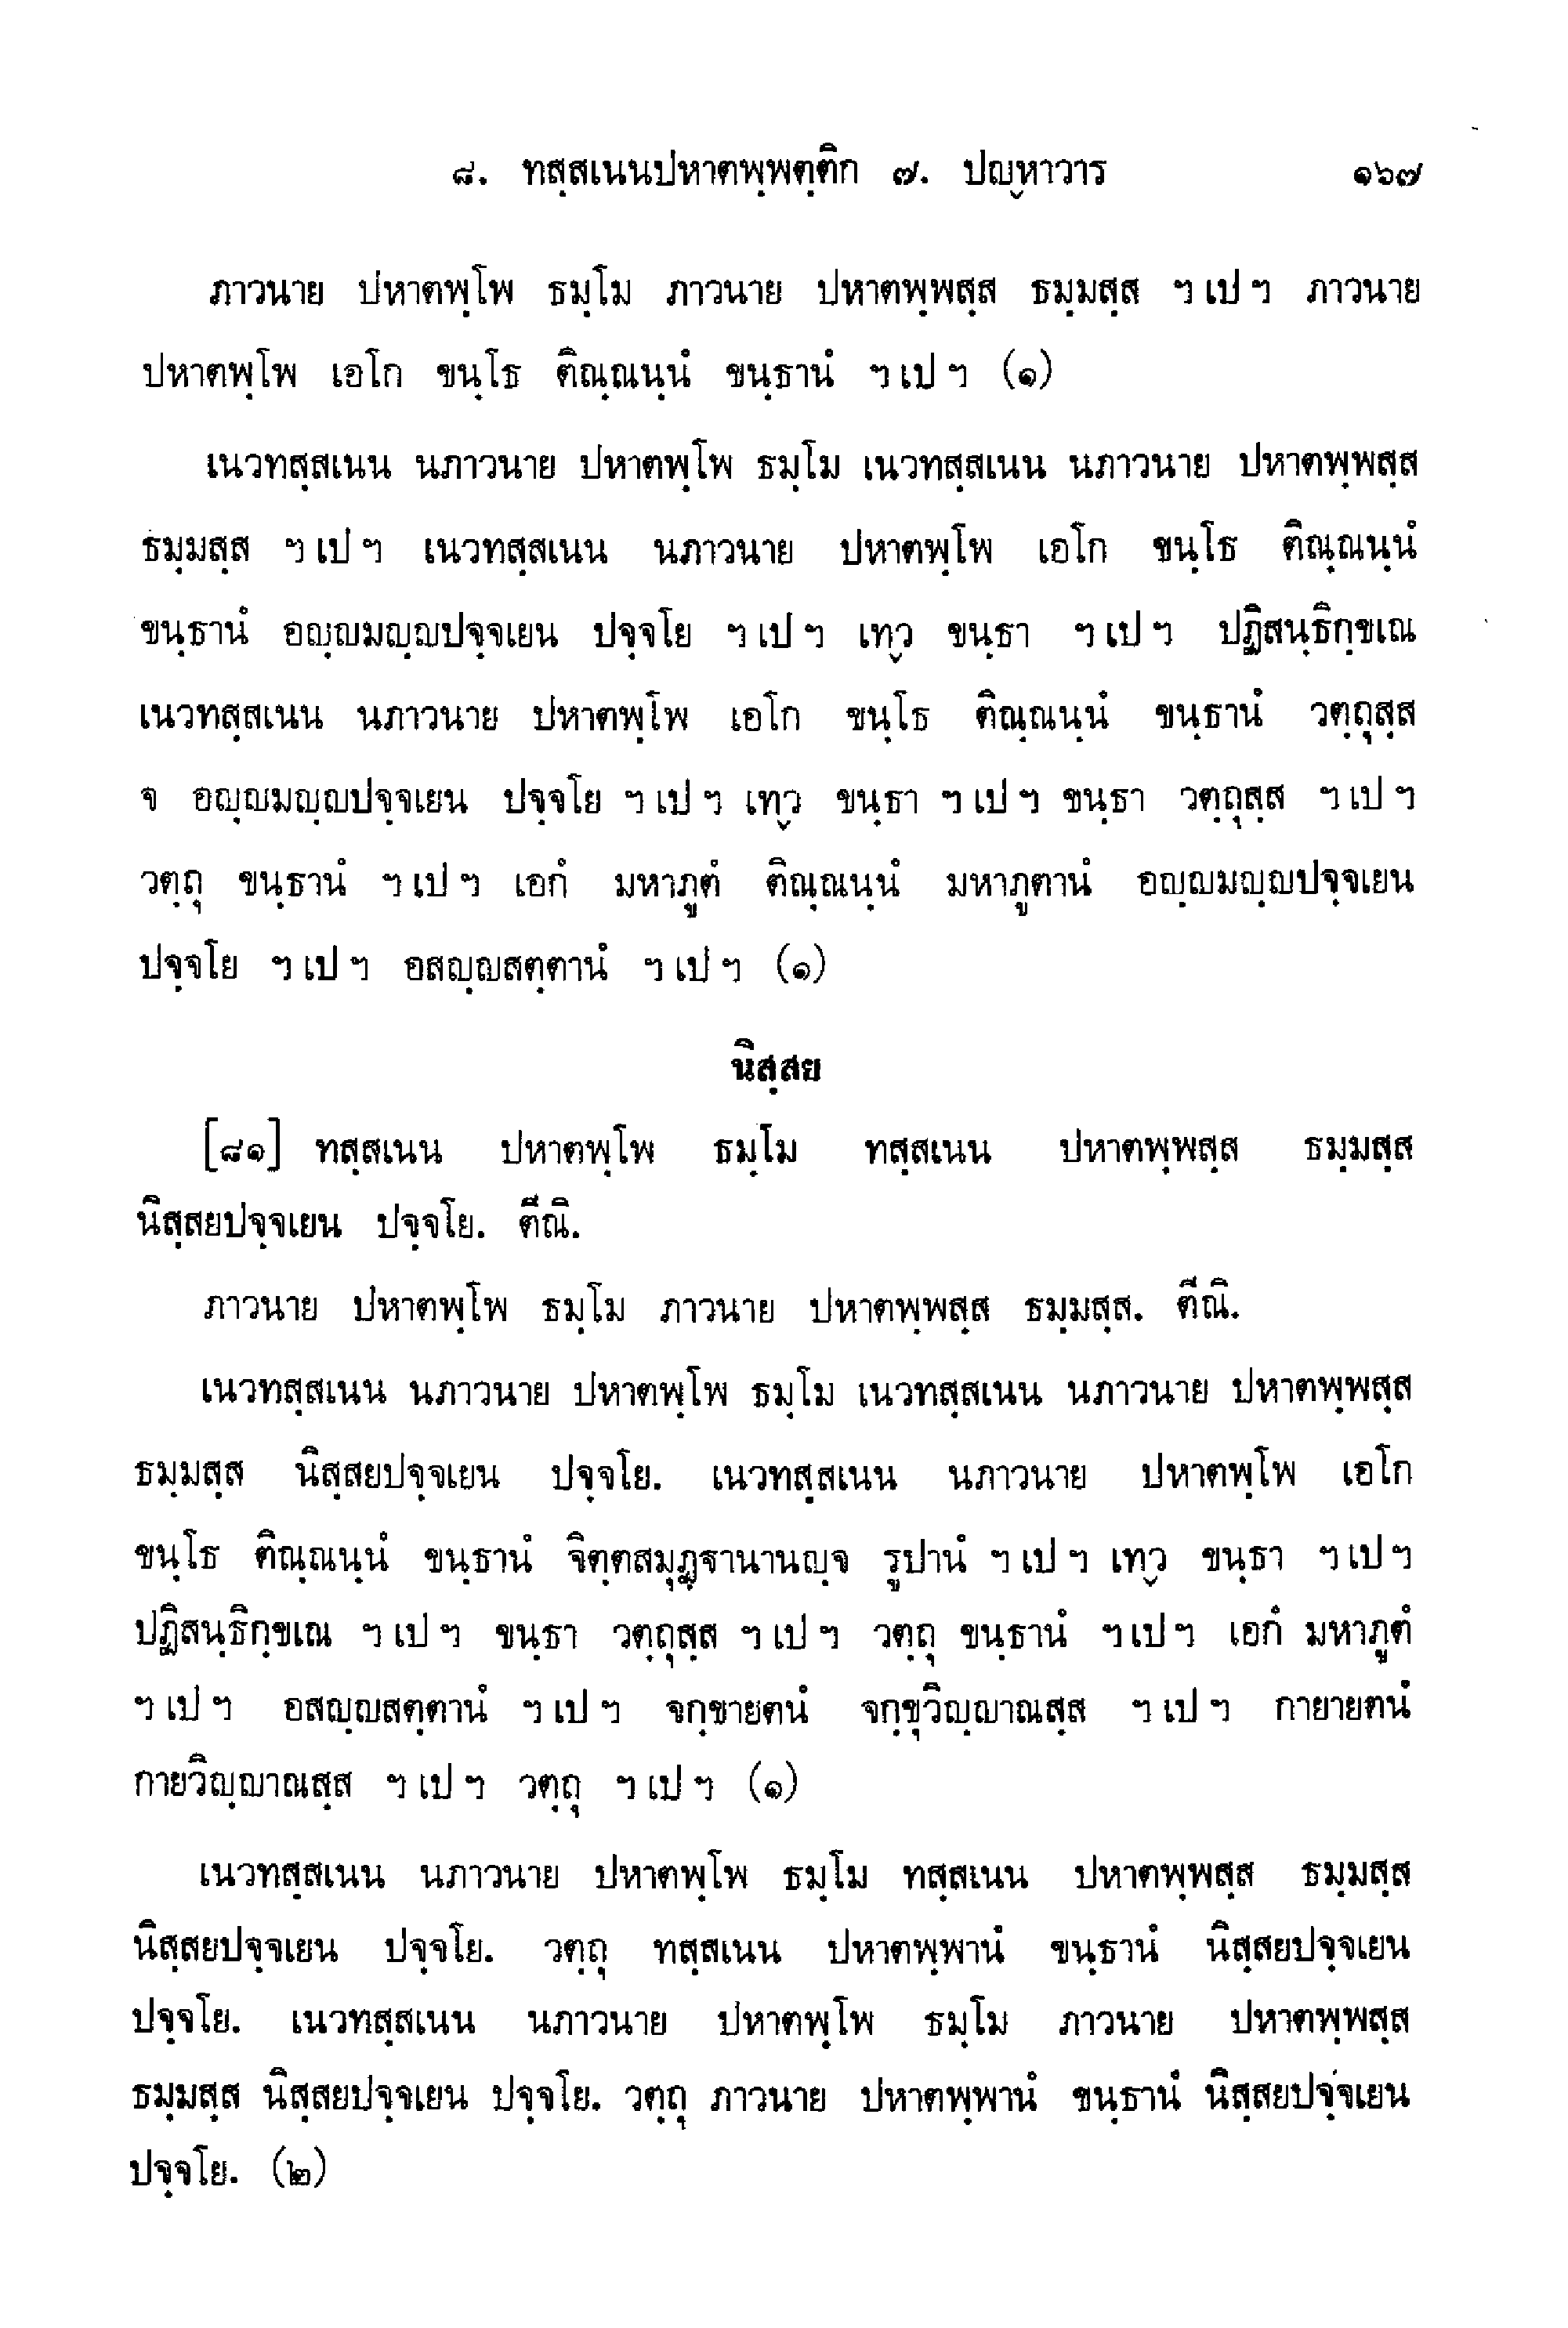 ๘. ทสฺสเนนปหาตพฺพตฺติก ๗. ปญฺหาวาร ๑๖๗
ภาวนาย ปหาตพฺโพ ธมฺโม ภาวนาย ปหาตพฺพสฺส ธมฺมสฺส ฯ เป ฯ ภาวนาย
ปหาตพฺโพ เอโก ขนฺโธ ติณฺณนฺนํ ขนฺธานํ ฯ เป ฯ (๑)
เนวทสฺสเนน นภาวนาย ปหาตพฺโพ ธมฺโม เนวทสฺสเนน นภาวนาย ปหาตพฺพสฺส
ธมฺมสฺส ฯ เป ฯ เนวทสฺสเนน นภาวนาย ปหาตพฺโพ เอโก ขนฺโธ ติณฺณนฺนํ
ขนฺธานํ อญฺญมญฺญปจฺจเยน ปจฺจโย ฯ เป ฯ เทฺว ขนฺธา ฯ เป ฯ ปฏิสนฺธิกฺขเณ
เนวทสฺสเนน นภาวนาย ปหาตพฺโพ เอโก ขนฺโธ ติณฺณนฺนํ ขนฺธานํ วตฺถุสฺส
จ อญฺญมญฺญปจฺจเยน ปจฺจโย ฯ เป ฯ เทฺว ขนฺธา ฯ เป ฯ ขนฺธา วตฺถุสฺส ฯ เป ฯ
วตฺถุ ขนฺธานํ ฯ เป ฯ เอกํ มหาภูตํ ติณฺณนฺนํ มหาภูตานํ อญฺญมญฺญปจฺจเยน
ปจฺจโย ฯ เป ฯ อสญฺญสตฺตานํ ฯ เป ฯ (๑)
นิสฺสย
[๘๑] ทสฺสเนน ปหาตพฺโพ ธมฺโม ทสฺสเนน ปหาตพฺพสฺส ธมฺมสฺส
นิสฺสยปจฺจเยน ปจฺจโย. ตีณิ.
ภาวนาย ปหาตพฺโพ ธมฺโม ภาวนาย ปหาตพฺพสฺส ธมฺมสฺส. ตีณิ.
เนวทสฺสเนน นภาวนาย ปหาตพฺโพ ธมฺโม เนวทสฺสเนน นภาวนาย ปหาตพฺพสฺส
ธมฺมสฺส นิสฺสยปจฺจเยน ปจฺจโย. เนวทสฺสเนน นภาวนาย ปหาตพฺโพ เอโก
ขนฺโธ ติณฺณนฺนํ ขนฺธานํ จิตฺตสมุฏฺฐานานญฺจ รูปานํ ฯ เป ฯ เทฺว ขนฺธา ฯ เป ฯ
ปฏิสนฺธิกฺขเณ ฯ เป ฯ ขนฺธา วตฺถุสฺส ฯ เป ฯ วตฺถุ ขนฺธานํ ฯ เป ฯ เอกํ มหาภูตํ
ฯ เป ฯ อสญฺญสตฺตานํ ฯ เป ฯ จกฺขายตนํ จกฺขุวิญฺญาณสฺส ฯ เป ฯ กายายตนํ
กายวิญฺญาณสฺส ฯ เป ฯ วตฺถุ ฯ เป ฯ (๑)
เนวทสฺสเนน นภาวนาย ปหาตพฺโพ ธมฺโม ทสฺสเนน ปหาตพฺพสฺส ธมฺมสฺส
นิสฺสยปจฺจเยน ปจฺจโย. วตฺถุ ทสฺสเนน ปหาตพฺพานํ ขนฺธานํ นิสฺสยปจฺจเยน
ปจฺจโย. เนวทสฺสเนน นภาวนาย ปหาตพฺโพ ธมฺโม ภาวนาย ปหาตพฺพสฺส
ธมฺมสฺส นิสฺสยปจฺจเยน ปจฺจโย. วตฺถุ ภาวนาย ปหาตพฺพานํ ขนฺธานํ นิสฺสยปจฺจเยน
ปจฺจโย. (๒)